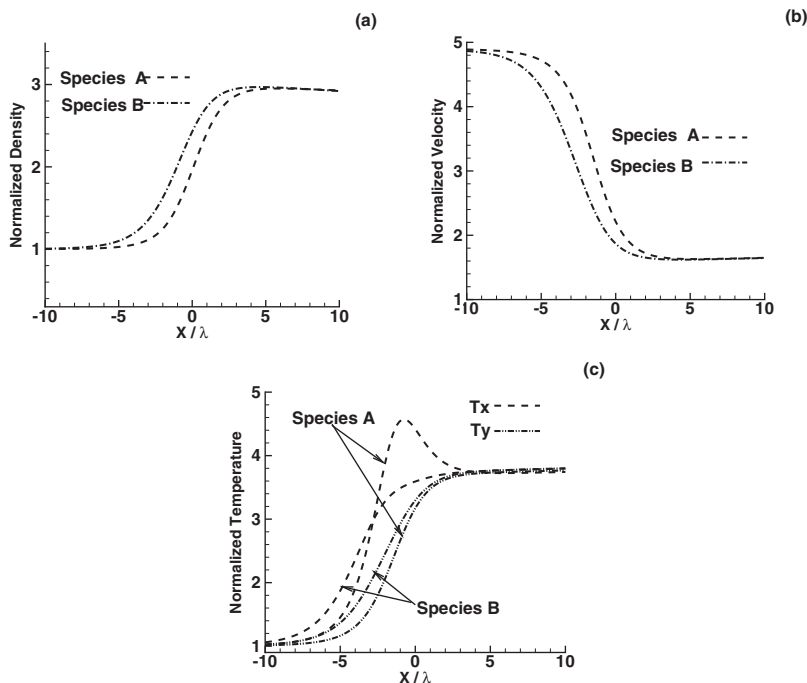 (a)
Normalized Density
3
2
1
Species A
Species B
-10 -5 0 5 10
X / λ
(b)
Normalized Velocity
5
4
3
2
1
Species A
Species B
-10 -5 0 5 10
X / λ
(c)
Normalized Temperature
5
4
3
2
1
Species A
Tx
Ty
Species B
-10 -5 0 5 10
X / λ